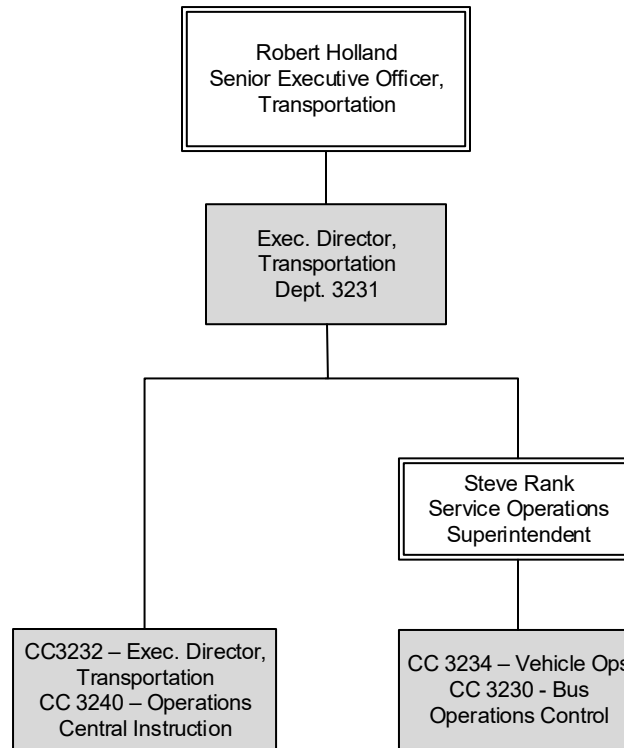 Robert Holland
Senior Executive Officer,
Transportation
Exec. Director,
Transportation
Dept. 3231
Steve Rank
Service Operations
Superintendent
CC3232 – Exec. Director,
Transportation
CC 3240 – Operations
Central Instruction
CC 3234 – Vehicle Ops
CC 3230 - Bus
Operations Control